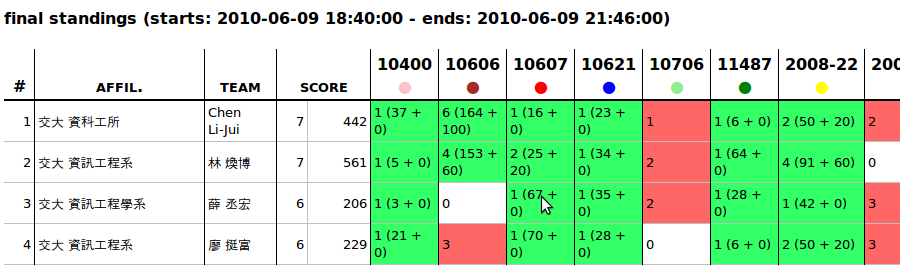 final standings (starts: 2010-06-09 18:40:00 - ends: 2010-06-09 21:46:00)
# AFFIL. TEAM SCORE 10400 10606 10607 10621 10706 11487 2008-22 200
1 交大 資科工所 Chen Li-Jui 7 442 1 (37 + 0) 6 (164 + 100) 1 (16 + 0) 1 (23 + 0) 1 1 (6 + 0) 2 (50 + 20) 2
2 交大 資訊工程系 林 煥博 7 561 1 (5 + 0) 4 (153 + 60) 2 (25 + 20) 1 (34 + 0) 2 1 (64 + 0) 4 (91 + 60) 0
3 交大 資訊工程學系 薛 丞宏 6 206 1 (3 + 0) 0 1 (67 + 0) 1 (35 + 0) 2 1 (28 + 0) 1 (42 + 0) 3
4 交大 資訊工程系 廖 挺富 6 229 1 (21 + 0) 3 1 (70 + 0) 1 (28 + 0) 0 1 (6 + 0) 2 (50 + 20) 3